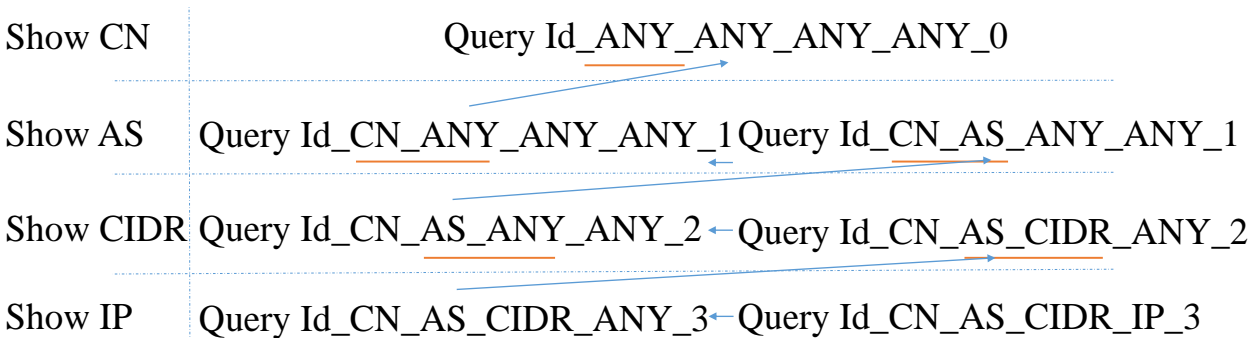 Show CN Query Id_ANY_ANY_ANY_ANY_0
Show AS Query Id_CN_ANY_ANY_ANY_1 Query Id_CN_AS_ANY_ANY_1
Show CIDR Query Id_CN_AS_ANY_ANY_2 Query Id_CN_AS_CIDR_ANY_2
Show IP Query Id_CN_AS_CIDR_ANY_3 Query Id_CN_AS_CIDR_IP_3